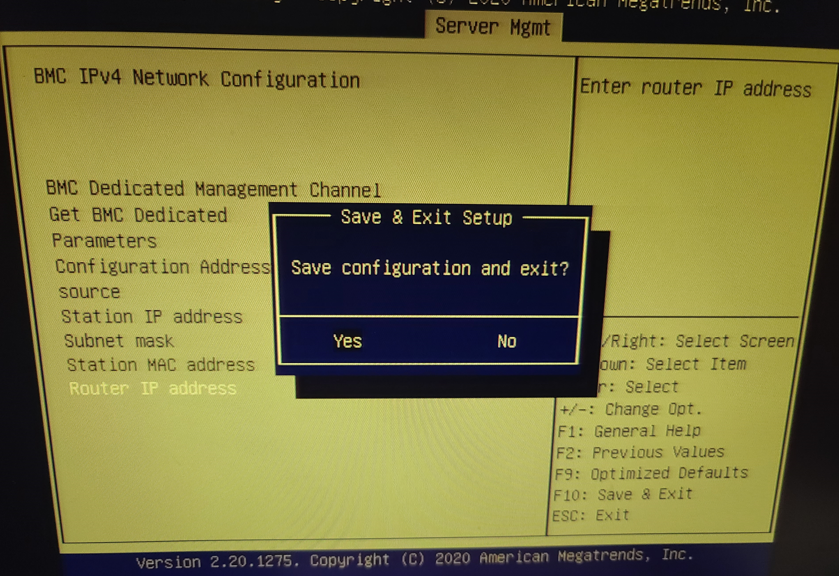 Copyright (C) 2020 American Megatrends, Inc.
Server Mgmt
BMC IPv4 Network Configuration
Enter router IP address
BMC Dedicated Management Channel
Get BMC Dedicated
Parameters
Configuration Address
source
Station IP address
Subnet mask
Station MAC address
Router IP address
Save & Exit Setup
Save configuration and exit?
Yes No
/Right: Select Screen
own: Select Item
r: Select
+/-: Change Opt.
F1: General Help
F2: Previous Values
F9: Optimized Defaults
F10: Save & Exit
ESC: Exit
Version 2.20.1275. Copyright (C) 2020 American Megatrends, Inc.